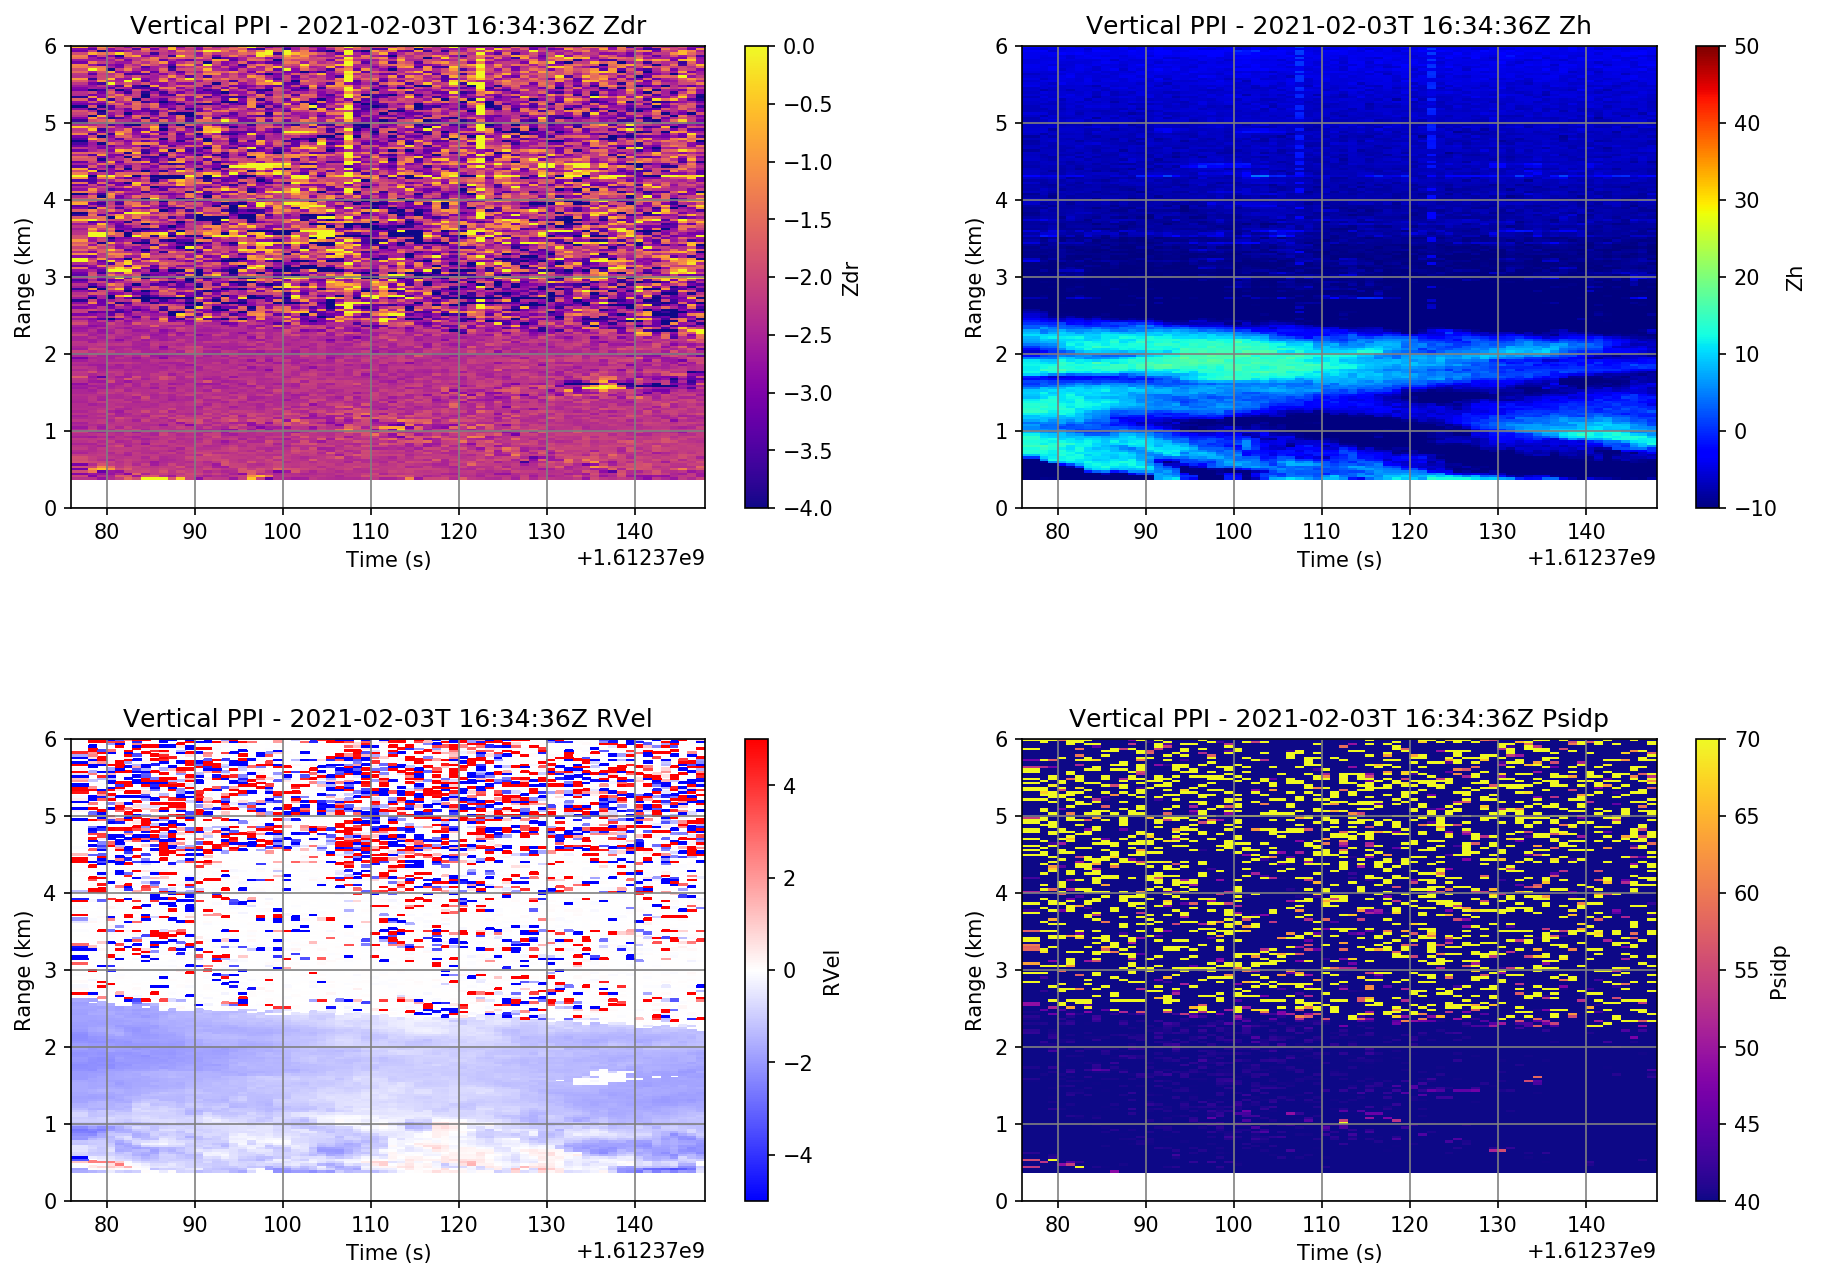 Vertical PPI - 2021-02-03T 16:34:36Z Zdr
6
5
4
3
2
1
0
Range (km)
80 90 100 110 120 130 140
Time (s)
+1.61237e9
0.0
−0.5
−1.0
−1.5
−2.0
−2.5
−3.0
−3.5
−4.0
Zdr
Vertical PPI - 2021-02-03T 16:34:36Z Zh
6
5
4
3
2
1
0
Range (km)
80 90 100 110 120 130 140
Time (s)
+1.61237e9
50
40
30
20
10
0
−10
Zh
Vertical PPI - 2021-02-03T 16:34:36Z RVel
6
5
4
3
2
1
0
Range (km)
80 90 100 110 120 130 140
Time (s)
+1.61237e9
4
2
0
−2
−4
RVel
Vertical PPI - 2021-02-03T 16:34:36Z Psidp
6
5
4
3
2
1
0
Range (km)
80 90 100 110 120 130 140
Time (s)
+1.61237e9
70
65
60
55
50
45
40
Psidp